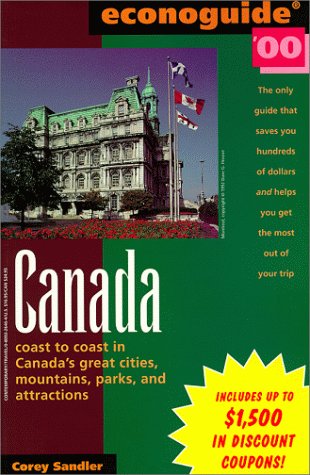 econoguide®
'00
The only
guide that
saves you
hundreds
of dollars
and helps
you get
the most
out of
your trip
Canada
coast to coast in
Canada's great cities,
mountains, parks, and
attractions
INCLUDES UP TO
$1,500
IN DISCOUNT
COUPONS!
Corey Sandler